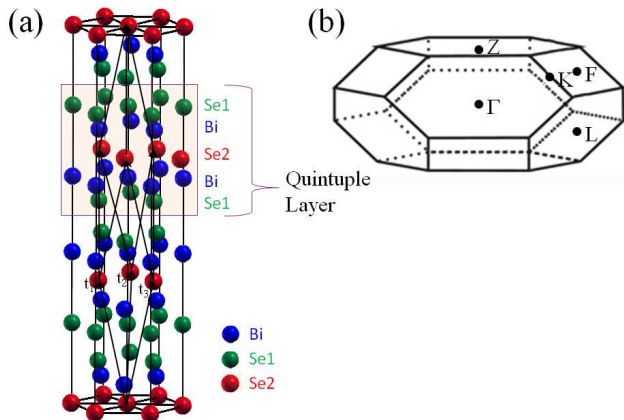 (a)
Se1
Bi
Se2
Bi
Se1
Quintuple
Layer
t1
t2
t3
Bi
Se1
Se2
(b)
Z
K
F
Γ
L